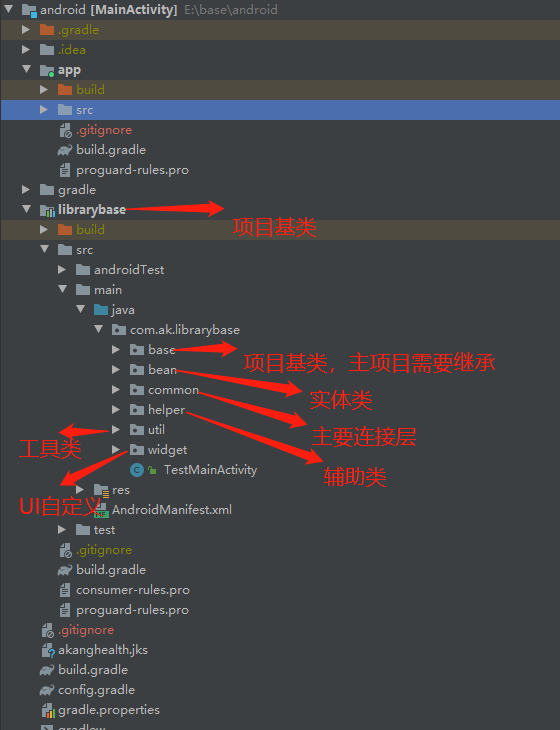 android [MainActivity] E:\base\android
.gradle
.idea
app
build
src
.gitignore
build.gradle
proguard-rules.pro
gradle
librarybase
项目基类
build
src
androidTest
main
java
com.ak.librarybase
base
项目基类，主项目需要继承
bean
实体类
common
主要连接层
helper
辅助类
util
工具类
widget
UI自定义
TestMainActivity
res
AndroidManifest.xml
test
.gitignore
build.gradle
consumer-rules.pro
proguard-rules.pro
.gitignore
akanghealth.jks
build.gradle
config.gradle
gradle.properties
gradlew